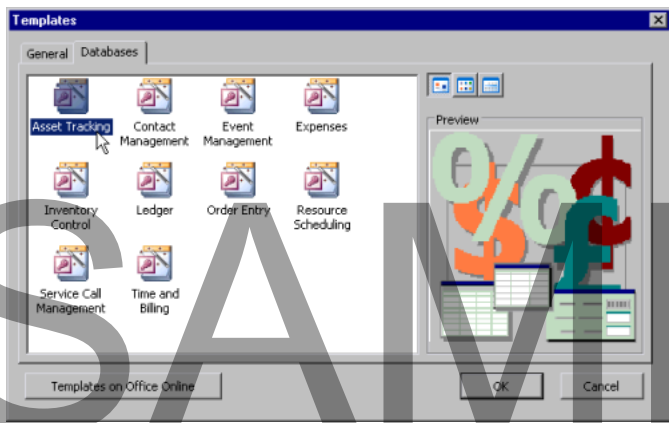 Templates
General Databases
Asset Tracking
Contact Management
Event Management
Expenses
Inventory Control
Ledger
Order Entry
Resource Scheduling
Service Call Management
Time and Billing
Preview
% $ ¢ £
Templates on Office Online
OK
Cancel
SAM